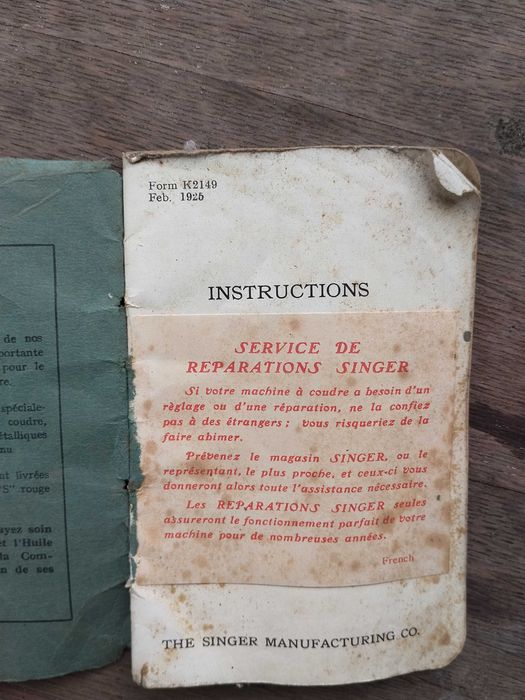 de nos
portante
pour le
re.
spéciale-
coudre,
étalliques
nu
nt livrées
"S" rouge
ayez soin
et l'Huile
la Com-
n de ses
Form K2149
Feb. 1925
INSTRUCTIONS
SERVICE DE
REPARATIONS SINGER
Si votre machine à coudre a besoin d'un
règlage ou d'une réparation, ne la confiez
pas à des étrangers; vous risqueriez de la
faire abimer.
Prévenez le magasin SINGER, ou le
représentant, le plus proche, et ceux-ci vous
donneront alors toute l'assistance nécessaire.
Les REPARATIONS SINGER seules
assureront le fonctionnement parfait de votre
machine pour de nombreuses années.
French
THE SINGER MANUFACTURING CO.